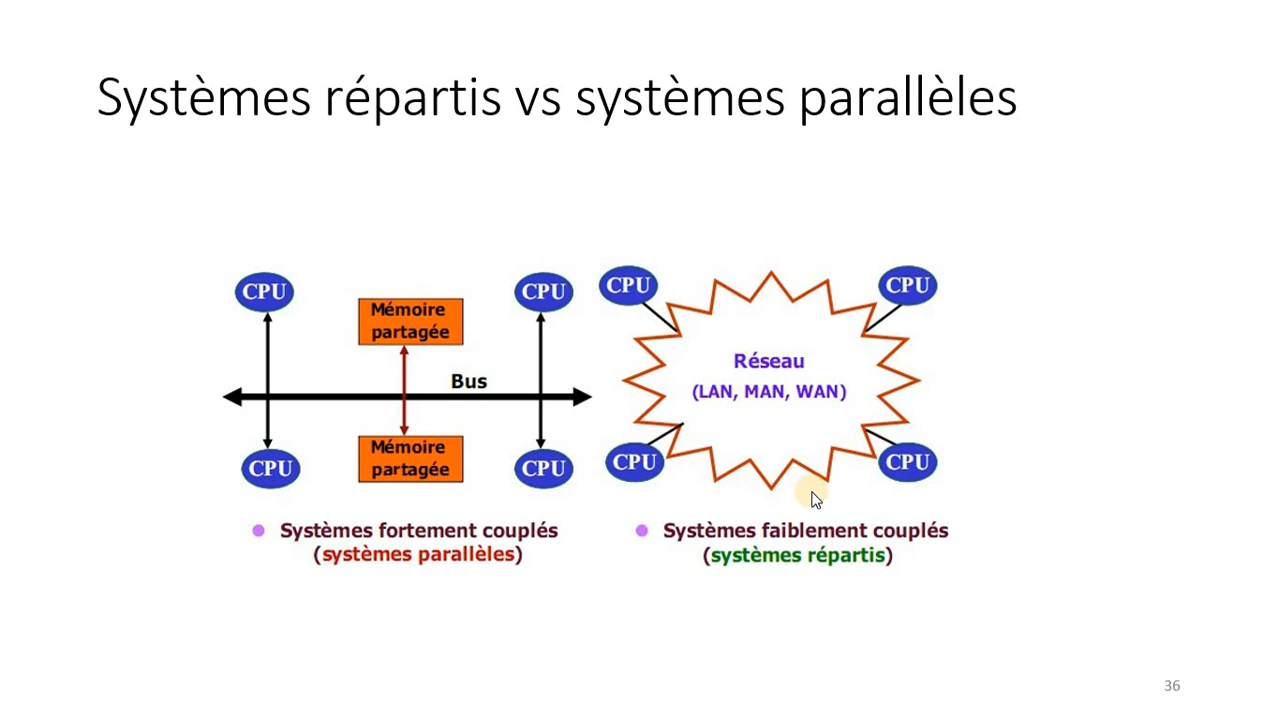 Systèmes répartis vs systèmes parallèles
CPU
CPU
Mémoire
partagée
Bus
Mémoire
partagée
CPU
CPU
CPU
CPU
Réseau
(LAN, MAN, WAN)
CPU
CPU
Systèmes fortement couplés
(systèmes parallèles)
Systèmes faiblement couplés
(systèmes répartis)
36